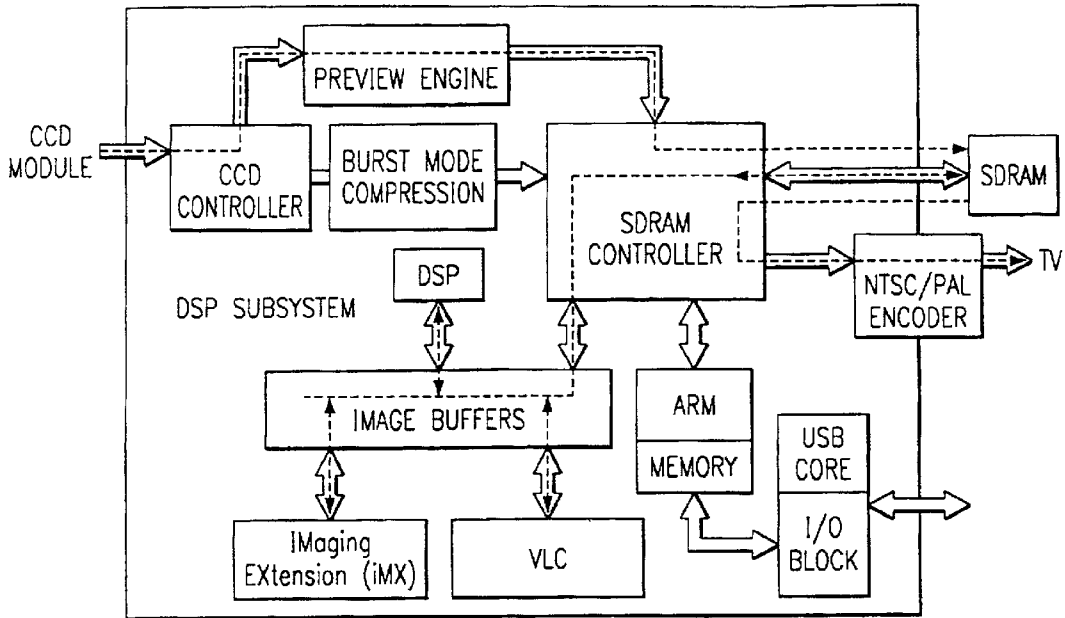 PREVIEW ENGINE
CCD
MODULE
CCD
CONTROLLER
BURST MODE
COMPRESSION
SDRAM
CONTROLLER
SDRAM
NTSC/PAL
ENCODER
TV
DSP
DSP SUBSYSTEM
IMAGE BUFFERS
ARM
MEMORY
USB
CORE
I/O
BLOCK
IMaging
EXtension (iMX)
VLC